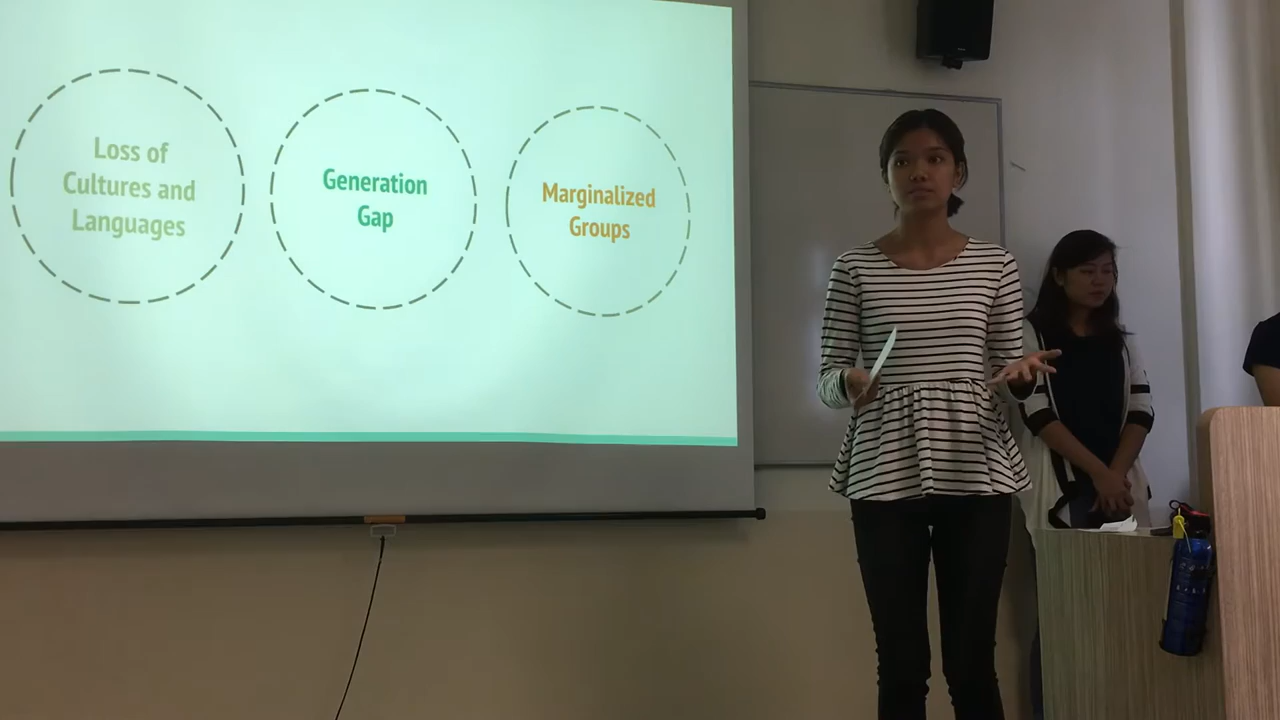 Loss of
Cultures and
Languages
Generation
Gap
Marginalized
Groups